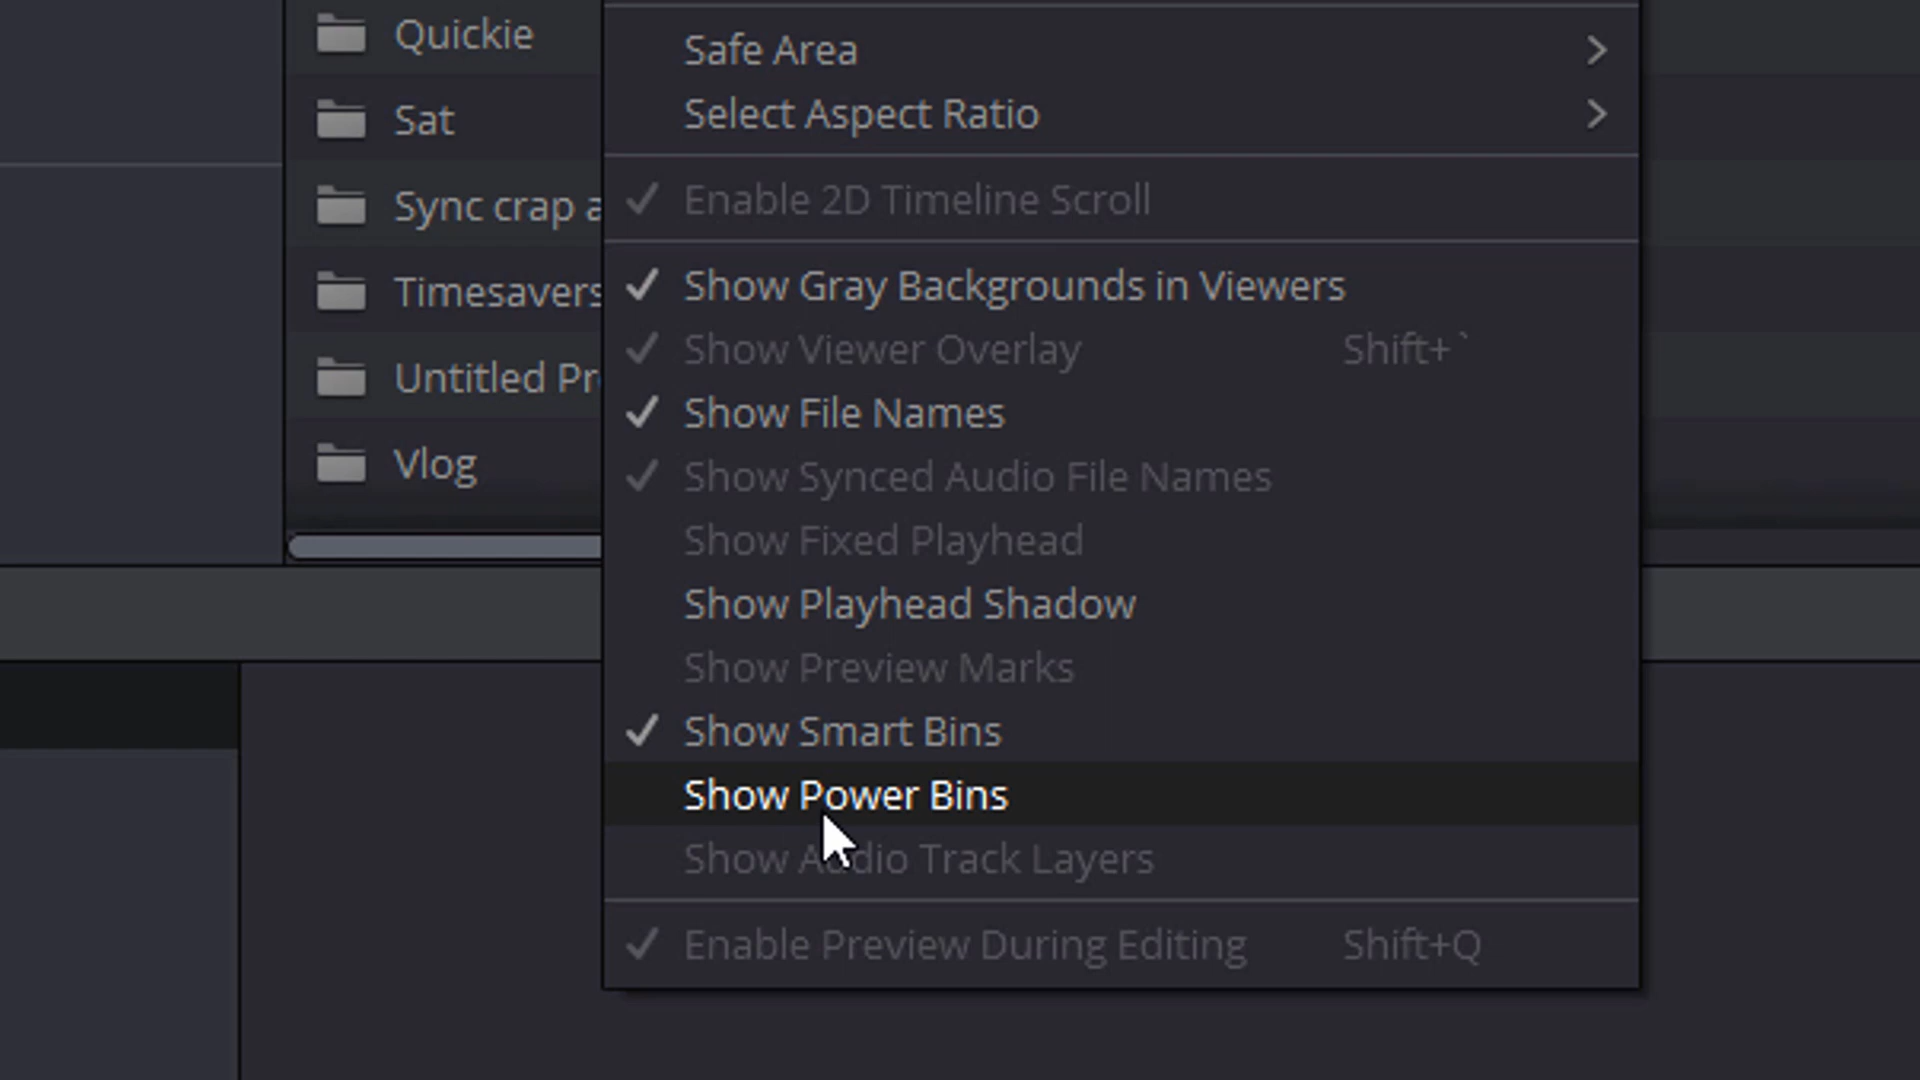 Quickie
Sat
Sync crap a
Timesavers
Untitled Pr
Vlog
Safe Area
Select Aspect Ratio
Enable 2D Timeline Scroll
Show Gray Backgrounds in Viewers
Show Viewer Overlay Shift+`
Show File Names
Show Synced Audio File Names
Show Fixed Playhead
Show Playhead Shadow
Show Preview Marks
Show Smart Bins
Show Power Bins
Show Audio Track Layers
Enable Preview During Editing Shift+Q